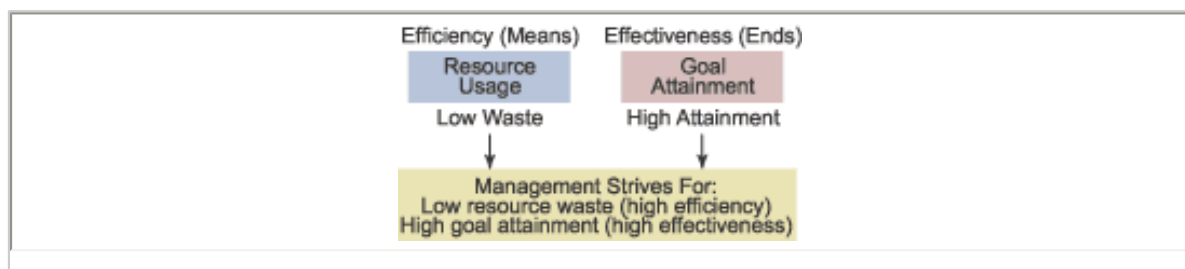 Efficiency (Means) Effectiveness (Ends)
Resource Usage
Goal Attainment
Low Waste High Attainment
Management Strives For:
Low resource waste (high efficiency)
High goal attainment (high effectiveness)